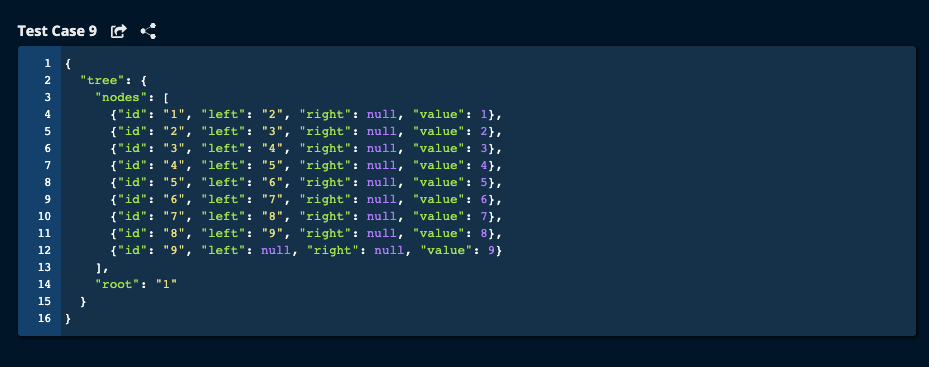 Test Case 9
1 {
2 "tree": {
3 "nodes": [
4 {"id": "1", "left": "2", "right": null, "value": 1},
5 {"id": "2", "left": "3", "right": null, "value": 2},
6 {"id": "3", "left": "4", "right": null, "value": 3},
7 {"id": "4", "left": "5", "right": null, "value": 4},
8 {"id": "5", "left": "6", "right": null, "value": 5},
9 {"id": "6", "left": "7", "right": null, "value": 6},
10 {"id": "7", "left": "8", "right": null, "value": 7},
11 {"id": "8", "left": "9", "right": null, "value": 8},
12 {"id": "9", "left": null, "right": null, "value": 9}
13 ],
14 "root": "1"
15 }
16 }